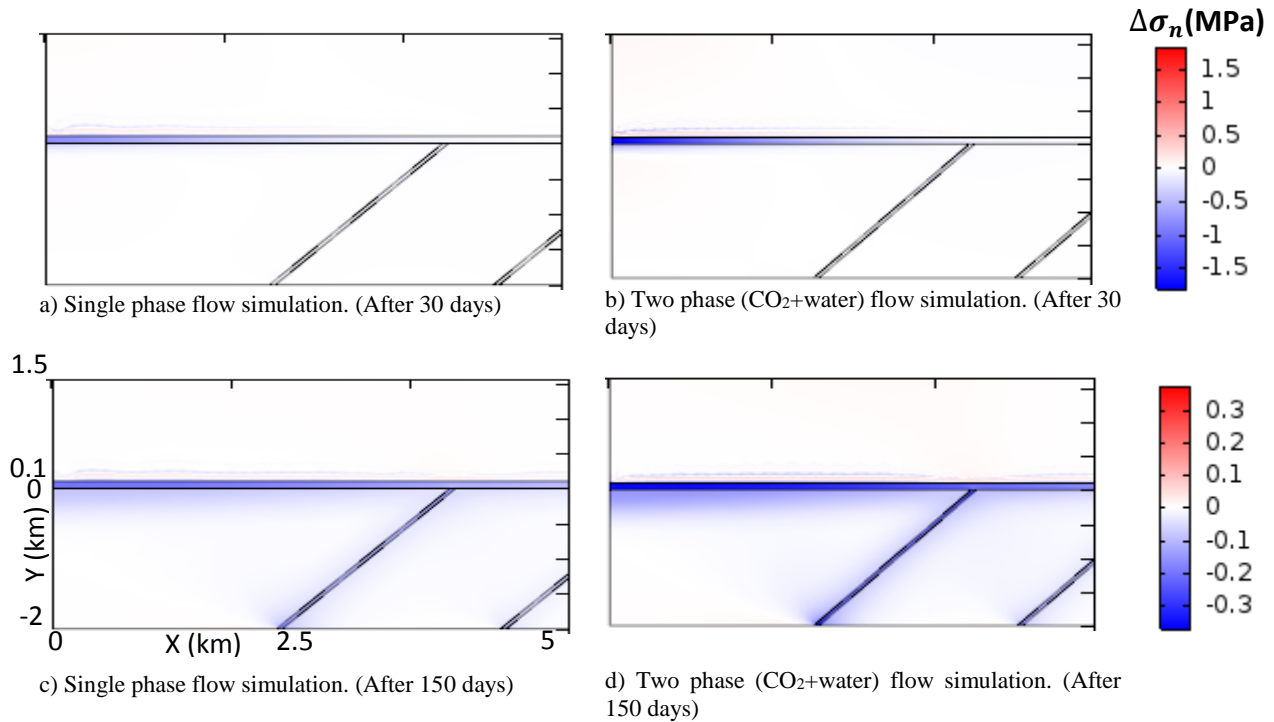 Δσn(MPa)
1.5
1
0.5
0
-0.5
-1
-1.5
a) Single phase flow simulation. (After 30 days)
b) Two phase (CO2+water) flow simulation. (After 30
days)
1.5
0.1
0
Y (km)
-2
0
X (km)
2.5
5
0.3
0.2
0.1
0
-0.1
-0.2
-0.3
c) Single phase flow simulation. (After 150 days)
d) Two phase (CO2+water) flow simulation. (After
150 days)